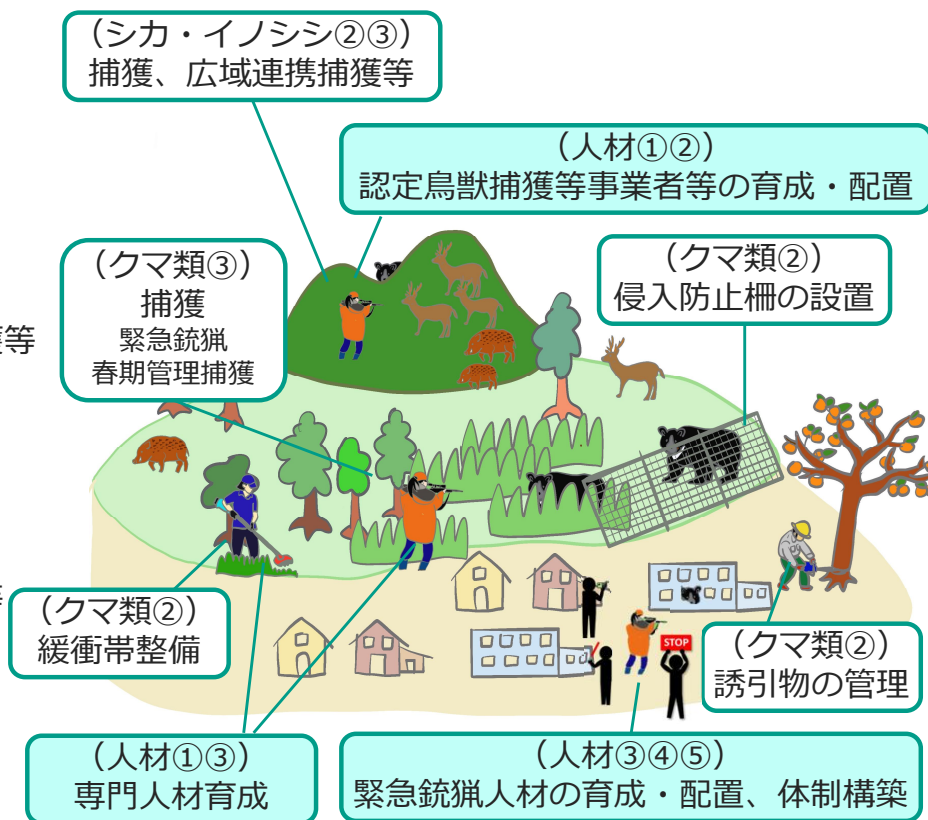 （シカ・イノシシ②③）
捕獲、広域連携捕獲等
（人材①②）
認定鳥獣捕獲等事業者等の育成・配置
（クマ類③）
捕獲
緊急銃猟
春期管理捕獲
（クマ類②）
侵入防止柵の設置
等
（クマ類②）
緩衝帯整備
STOP
（クマ類②）
誘引物の管理
（人材①③）
専門人材育成
（人材③④⑤）
緊急銃猟人材の育成・配置、体制構築